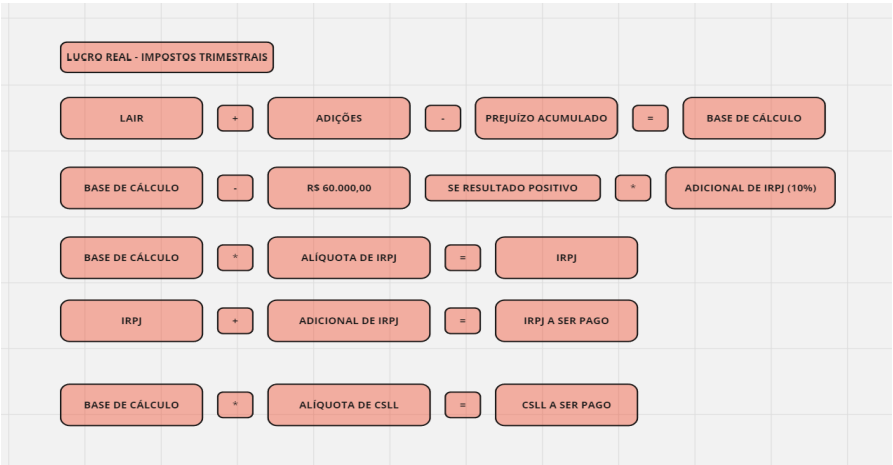 LUCRO REAL - IMPOSTOS TRIMESTRAIS
LAIR + ADIÇÕES - PREJUÍZO ACUMULADO = BASE DE CÁLCULO
BASE DE CÁLCULO - R$ 60.000,00 SE RESULTADO POSITIVO * ADICIONAL DE IRPJ (10%)
BASE DE CÁLCULO * ALÍQUOTA DE IRPJ = IRPJ
IRPJ + ADICIONAL DE IRPJ = IRPJ A SER PAGO
BASE DE CÁLCULO * ALÍQUOTA DE CSLL = CSLL A SER PAGO